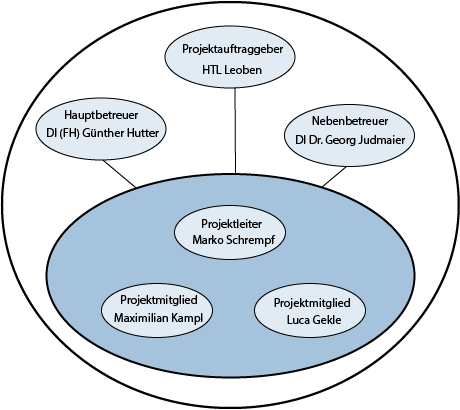 Projektauftraggeber
HTL Leoben
Hauptbetreuer
DI (FH) Günther Hutter
Nebenbetreuer
DI Dr. Georg Judmaier
Projektleiter
Marko Schrempf
Projektmitglied
Maximilian Kampl
Projektmitglied
Luca Gekle